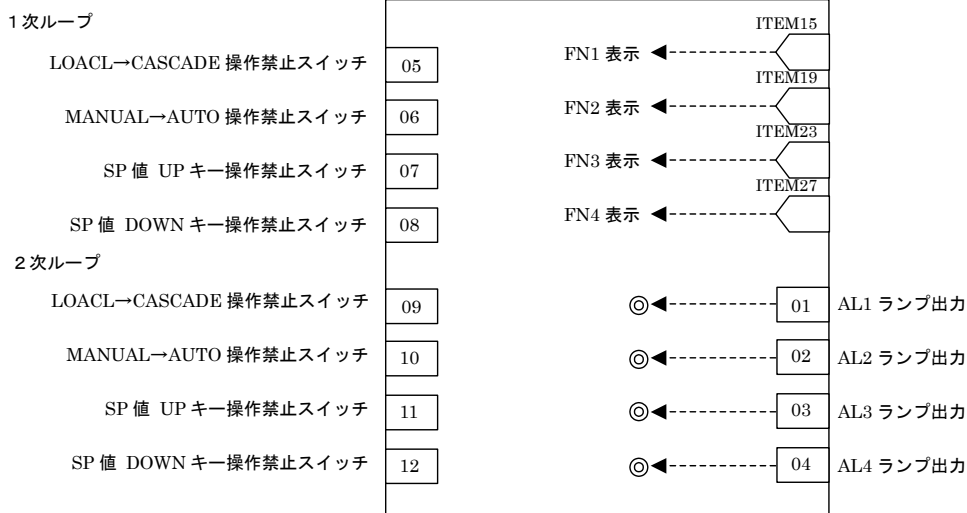 1次ループ
LOACL→CASCADE 操作禁止スイッチ 05
MANUAL→AUTO 操作禁止スイッチ 06
SP 値 UP キー操作禁止スイッチ 07
SP 値 DOWN キー操作禁止スイッチ 08
2次ループ
LOACL→CASCADE 操作禁止スイッチ 09
MANUAL→AUTO 操作禁止スイッチ 10
SP 値 UP キー操作禁止スイッチ 11
SP 値 DOWN キー操作禁止スイッチ 12
ITEM15
FN1 表示
ITEM19
FN2 表示
ITEM23
FN3 表示
ITEM27
FN4 表示
01 AL1 ランプ出力
02 AL2 ランプ出力
03 AL3 ランプ出力
04 AL4 ランプ出力